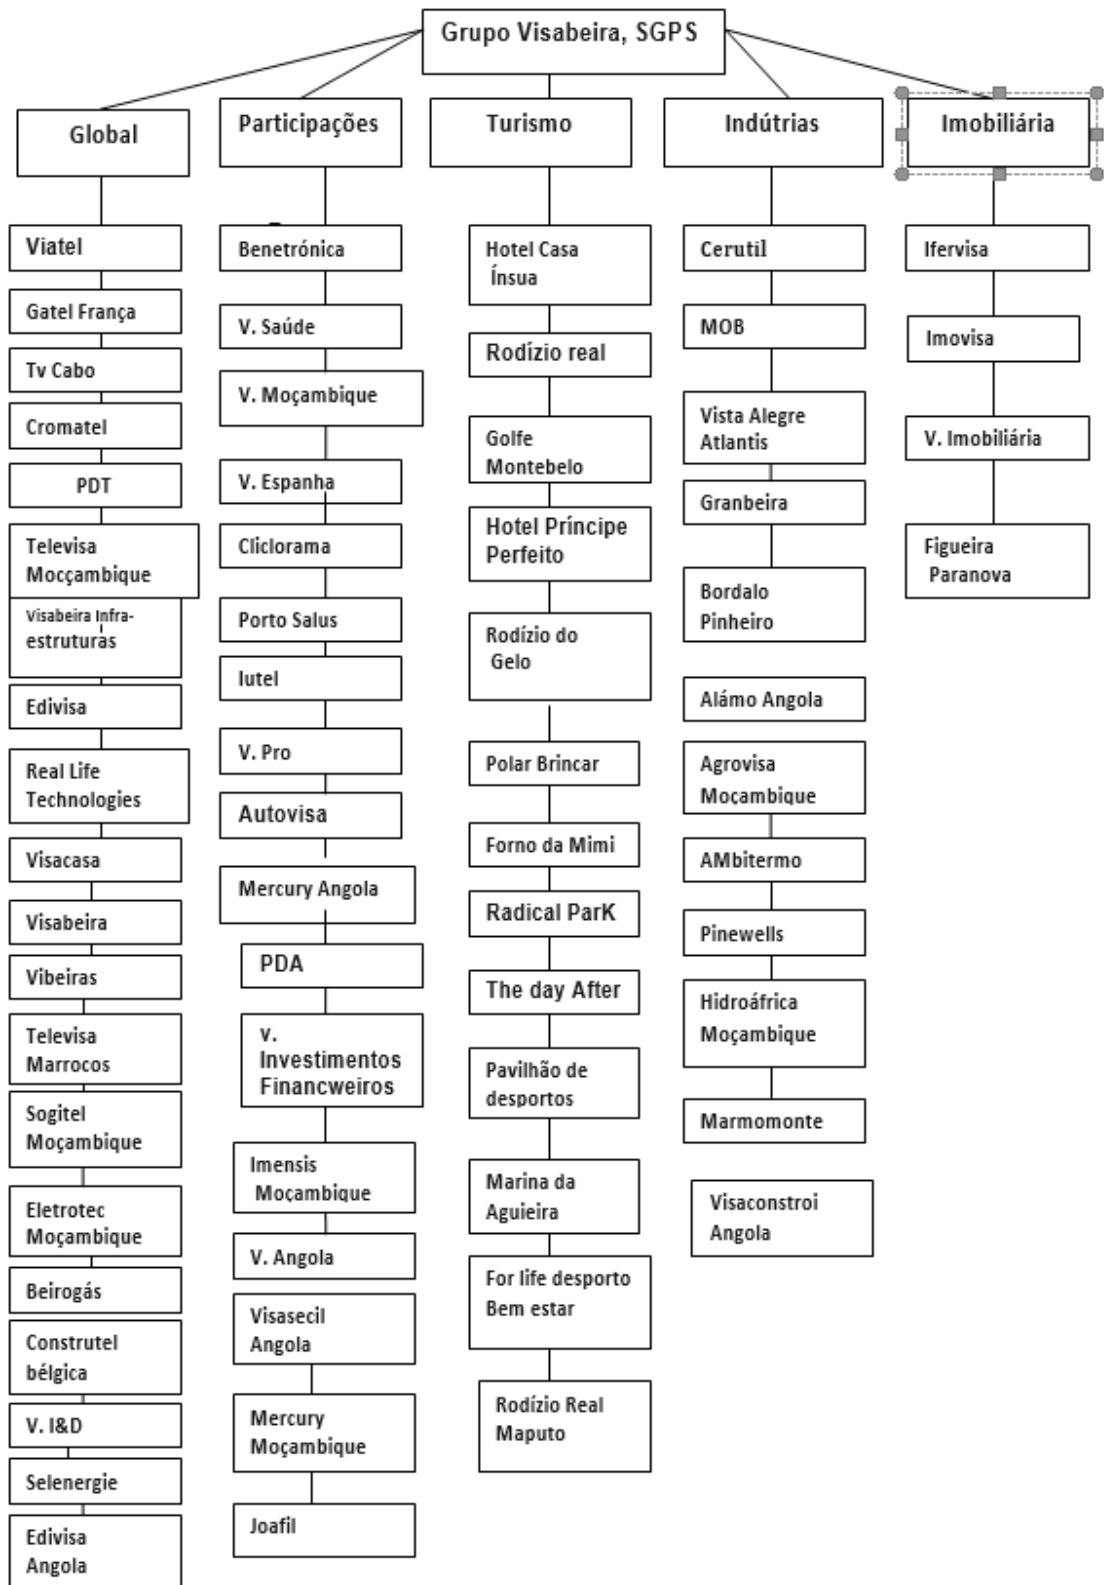 Grupo Visabeira, SGPS
Global
Viatel
Gatel França
Tv Cabo
Cromatel
PDT
Televisa
Mocçambique
Visabeira Infra-
estruturas
Edivisa
Real Life
Technologies
Visacasa
Visabeira
Vibeiras
Televisa
Marrocos
Sogitel
Moçambique
Eletrotec
Moçambique
Beirogás
Construtel
bélgica
V. I&D
Selenergie
Edivisa
Angola
Participações
Benetrónica
V. Saúde
V. Moçambique
V. Espanha
Cliclorama
Porto Salus
Iutel
V. Pro
Autovisa
Mercury Angola
PDA
v.
Investimentos
Financweiros
Imensis
Moçambique
V. Angola
Visasecil
Angola
Mercury
Moçambique
Joafil
Turismo
Hotel Casa
Ínsua
Rodízio real
Golfe
Montebelo
Hotel Príncipe
Perfeito
Rodízio do
Gelo
Polar Brincar
Forno da Mimi
Radical ParK
The day After
Pavilhão de
desportos
Marina da
Aguieira
For life desporto
Bem estar
Rodízio Real
Maputo
Indútrias
Cerutil
MOB
Vista Alegre
Atlantis
Granbeira
Bordalo
Pinheiro
Alámo Angola
Agrovisa
Moçambique
AMbitermo
Pinewells
Hidroáfrica
Moçambique
Marmomonte
Visaconstroi
Angola
Imobiliária
Ifervisa
Imovisa
V. Imobiliária
Figueira
Paranova